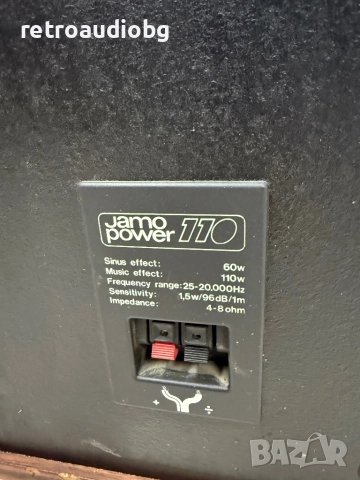 retroaudiobg
Jamo power 110
Sinus effect: 60w
Music effect: 110w
Frequency range: 25-20.000Hz
Sensitivity: 1,5w/96dB/1m
Impedance: 4-8 ohm
+ ÷
BAZAR